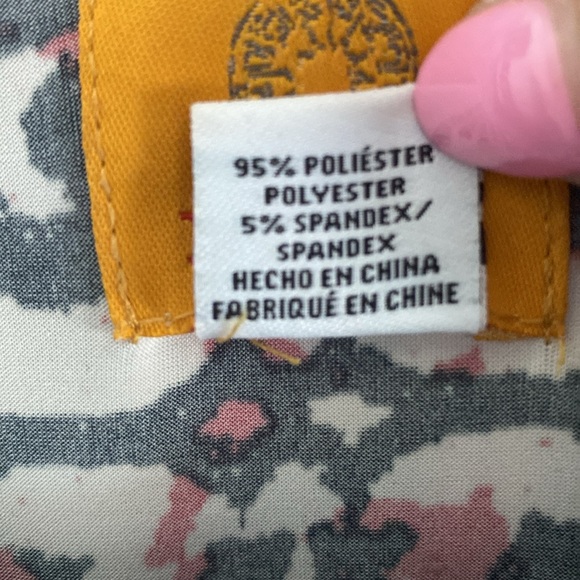 95% POLIÉSTER
POLYESTER
5% SPANDEX/
SPANDEX
HECHO EN CHINA
FABRIQUÉ EN CHINE